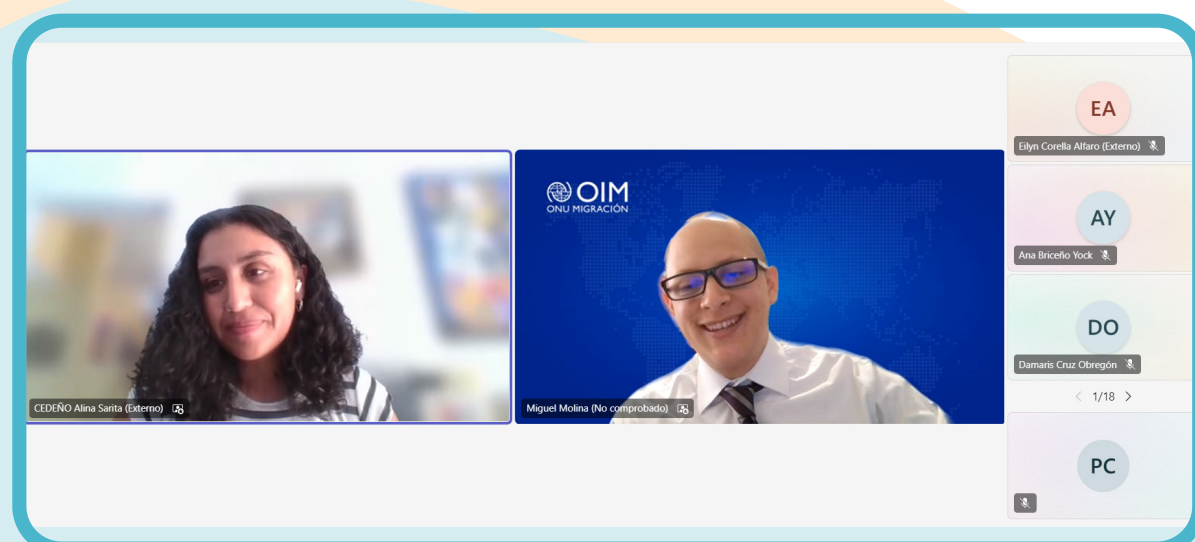 OIM
ONU MIGRACIÓN
CEDEÑO Alina Sarita (Externo)
Miguel Molina (No comprobado)
EA
Eilyn Corella Alfaro (Externo)
AY
Ana Briceño Yock
DO
Damaris Cruz Obregón
1/18
PC